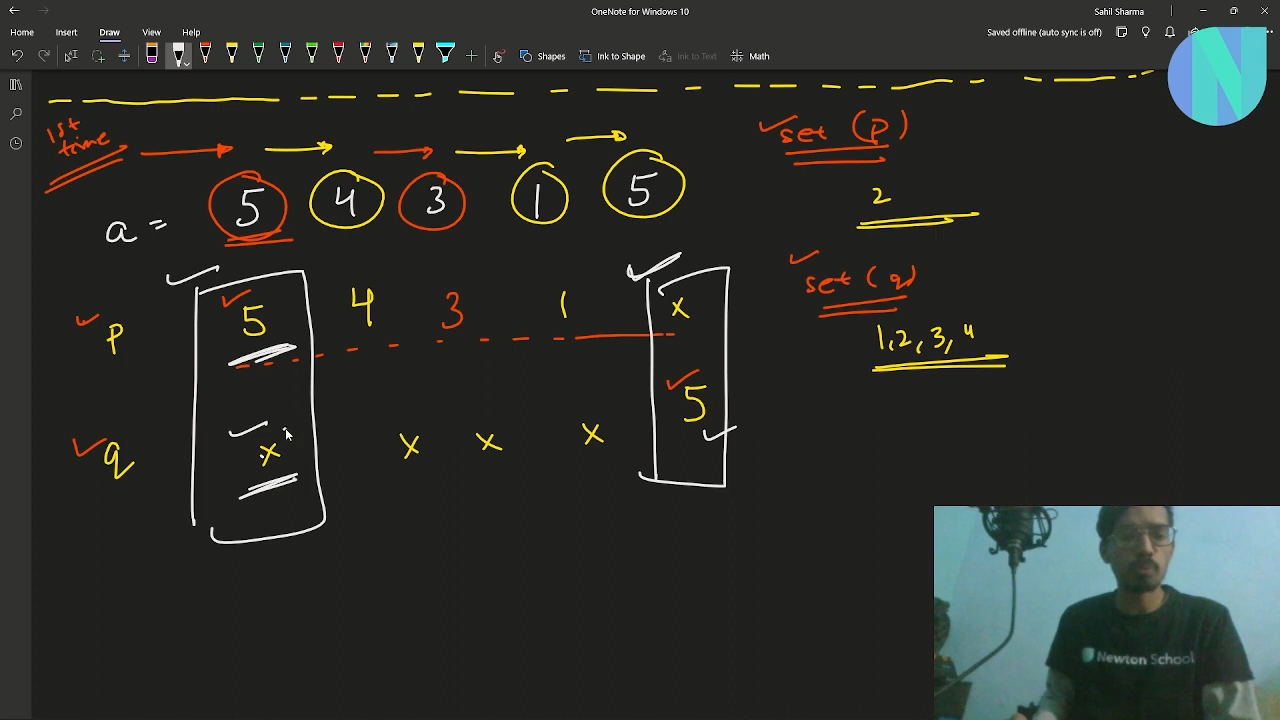 OneNote for Windows 10
Sahil Sharma
Home Insert Draw View Help
Saved offline (auto sync is off)
Shapes Ink to Shape Ink to Text Math
1st time
set (p)
a = 5 4 3 1 5
2
set (q)
p 5 4 3 1 x
1, 2, 3, 4
5
q x x x x
Newton School